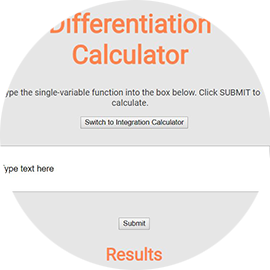 Differentiation
Calculator
ype the single-variable function into the box below. Click SUBMIT to
calculate.
Switch to Integration Calculator
ype text here
Submit
Results